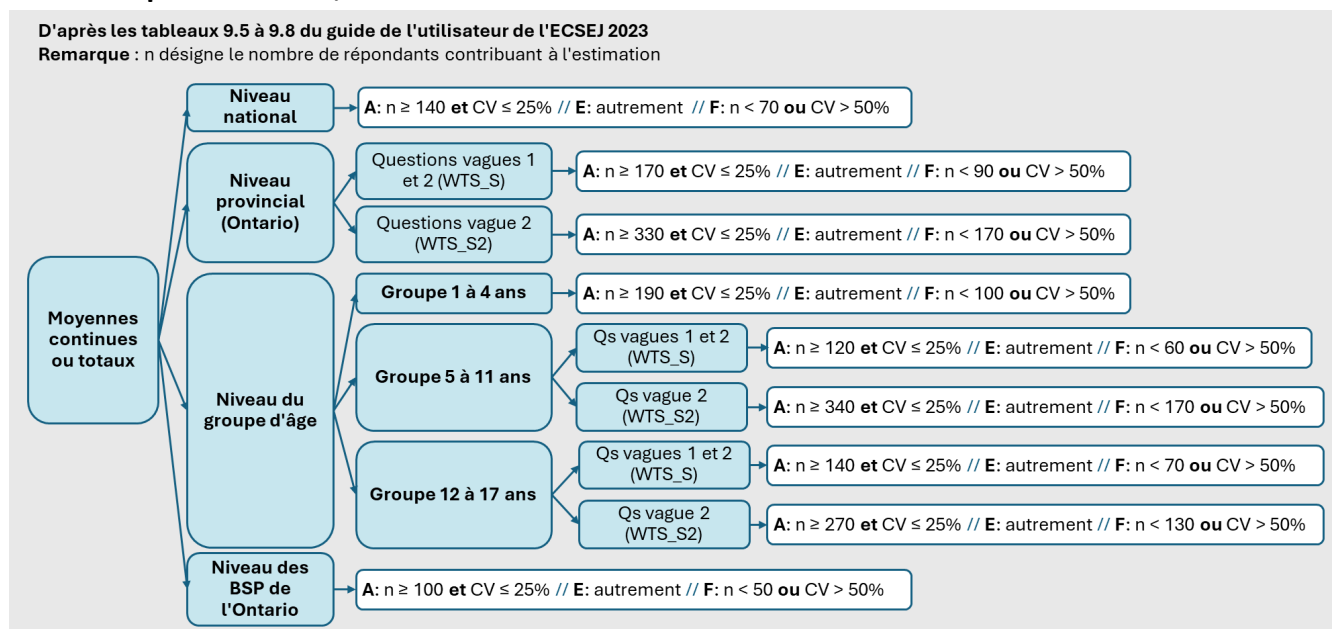 D'après les tableaux 9.5 à 9.8 du guide de l'utilisateur de l'ECSEJ 2023
Remarque : n désigne le nombre de répondants contribuant à l'estimation
Moyennes
continues
ou totaux
Niveau
national
A: n ≥ 140 et CV ≤ 25% // E: autrement // F: n < 70 ou CV > 50%
Niveau
provincial
(Ontario)
Questions vagues 1
et 2 (WTS_S)
A: n ≥ 170 et CV ≤ 25% // E: autrement // F: n < 90 ou CV > 50%
Questions vague 2
(WTS_S2)
A: n ≥ 330 et CV ≤ 25% // E: autrement // F: n < 170 ou CV > 50%
Niveau du
groupe d'âge
Groupe 1 à 4 ans
A: n ≥ 190 et CV ≤ 25% // E: autrement // F: n < 100 ou CV > 50%
Groupe 5 à 11 ans
Qs vagues 1 et 2
(WTS_S)
A: n ≥ 120 et CV ≤ 25% // E: autrement // F: n < 60 ou CV > 50%
Qs vague 2
(WTS_S2)
A: n ≥ 340 et CV ≤ 25% // E: autrement // F: n < 170 ou CV > 50%
Groupe 12 à 17 ans
Qs vagues 1 et 2
(WTS_S)
A: n ≥ 140 et CV ≤ 25% // E: autrement // F: n < 70 ou CV > 50%
Qs vague 2
(WTS_S2)
A: n ≥ 270 et CV ≤ 25% // E: autrement // F: n < 130 ou CV > 50%
Niveau des
BSP de
l'Ontario
A: n ≥ 100 et CV ≤ 25% // E: autrement // F: n < 50 ou CV > 50%